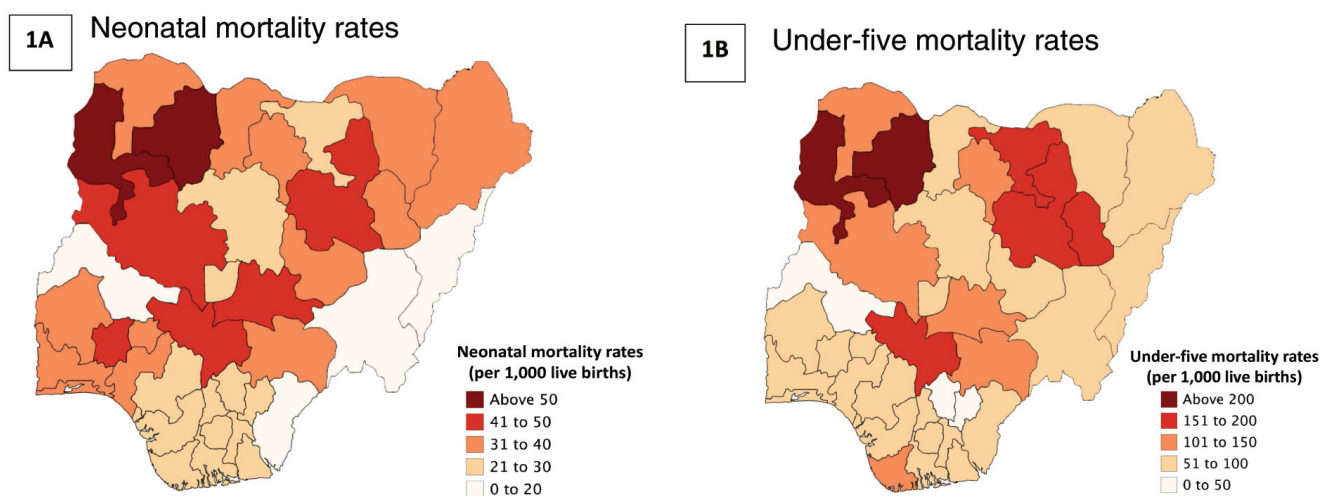 1A
Neonatal mortality rates
Neonatal mortality rates
(per 1,000 live births)
Above 50
41 to 50
31 to 40
21 to 30
0 to 20
1B
Under-five mortality rates
Under-five mortality rates
(per 1,000 live births)
Above 200
151 to 200
101 to 150
51 to 100
0 to 50